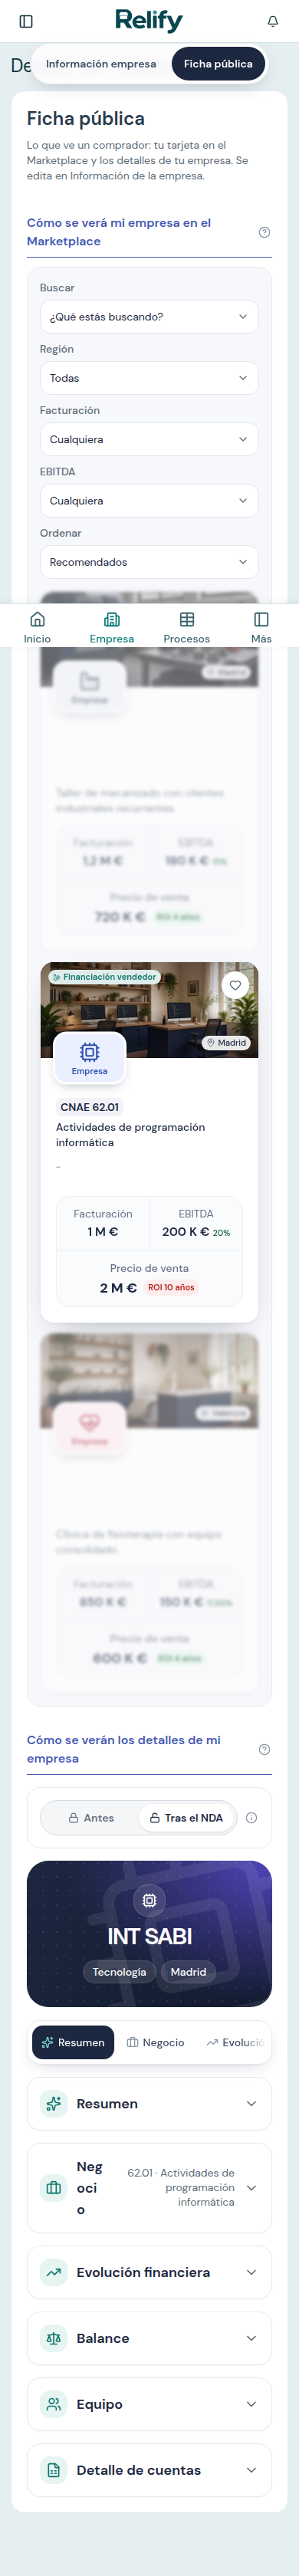 Relify
De
Información empresa
Ficha pública
Ficha pública
Lo que ve un comprador: tu tarjeta en el
Marketplace y los detalles de tu empresa. Se
edita en Información de la empresa.
Cómo se verá mi empresa en el
Marketplace
Buscar
¿Qué estás buscando?
Región
Todas
Facturación
Cualquiera
EBITDA
Cualquiera
Ordenar
Recomendados
Inicio
Empresa
Procesos
Más
Madrid
Empresa
Taller de mecanizado con clientes
industriales recurrentes.
Facturación
1,2 M €
EBITDA
180 K €
Precio de venta
720 K €
ROI 4 años
Financiación vendedor
Madrid
Empresa
CNAE 62.01
Actividades de programación
informática
..
Facturación
1 M €
EBITDA
200 K € 20%
Precio de venta
2 M €
ROI 10 años
Valencia
Empresa
Clínica de fisioterapia con equipo
consolidado.
Facturación
850 K €
EBITDA
150 K €
Precio de venta
600 K €
ROI 4 años
Cómo se verán los detalles de mi
empresa
Antes
Tras el NDA
INT SABI
Tecnología
Madrid
Resumen
Negocio
Evolució
Resumen
Neg
oci
o
62.01 · Actividades de
programación
informática
Evolución financiera
Balance
Equipo
Detalle de cuentas